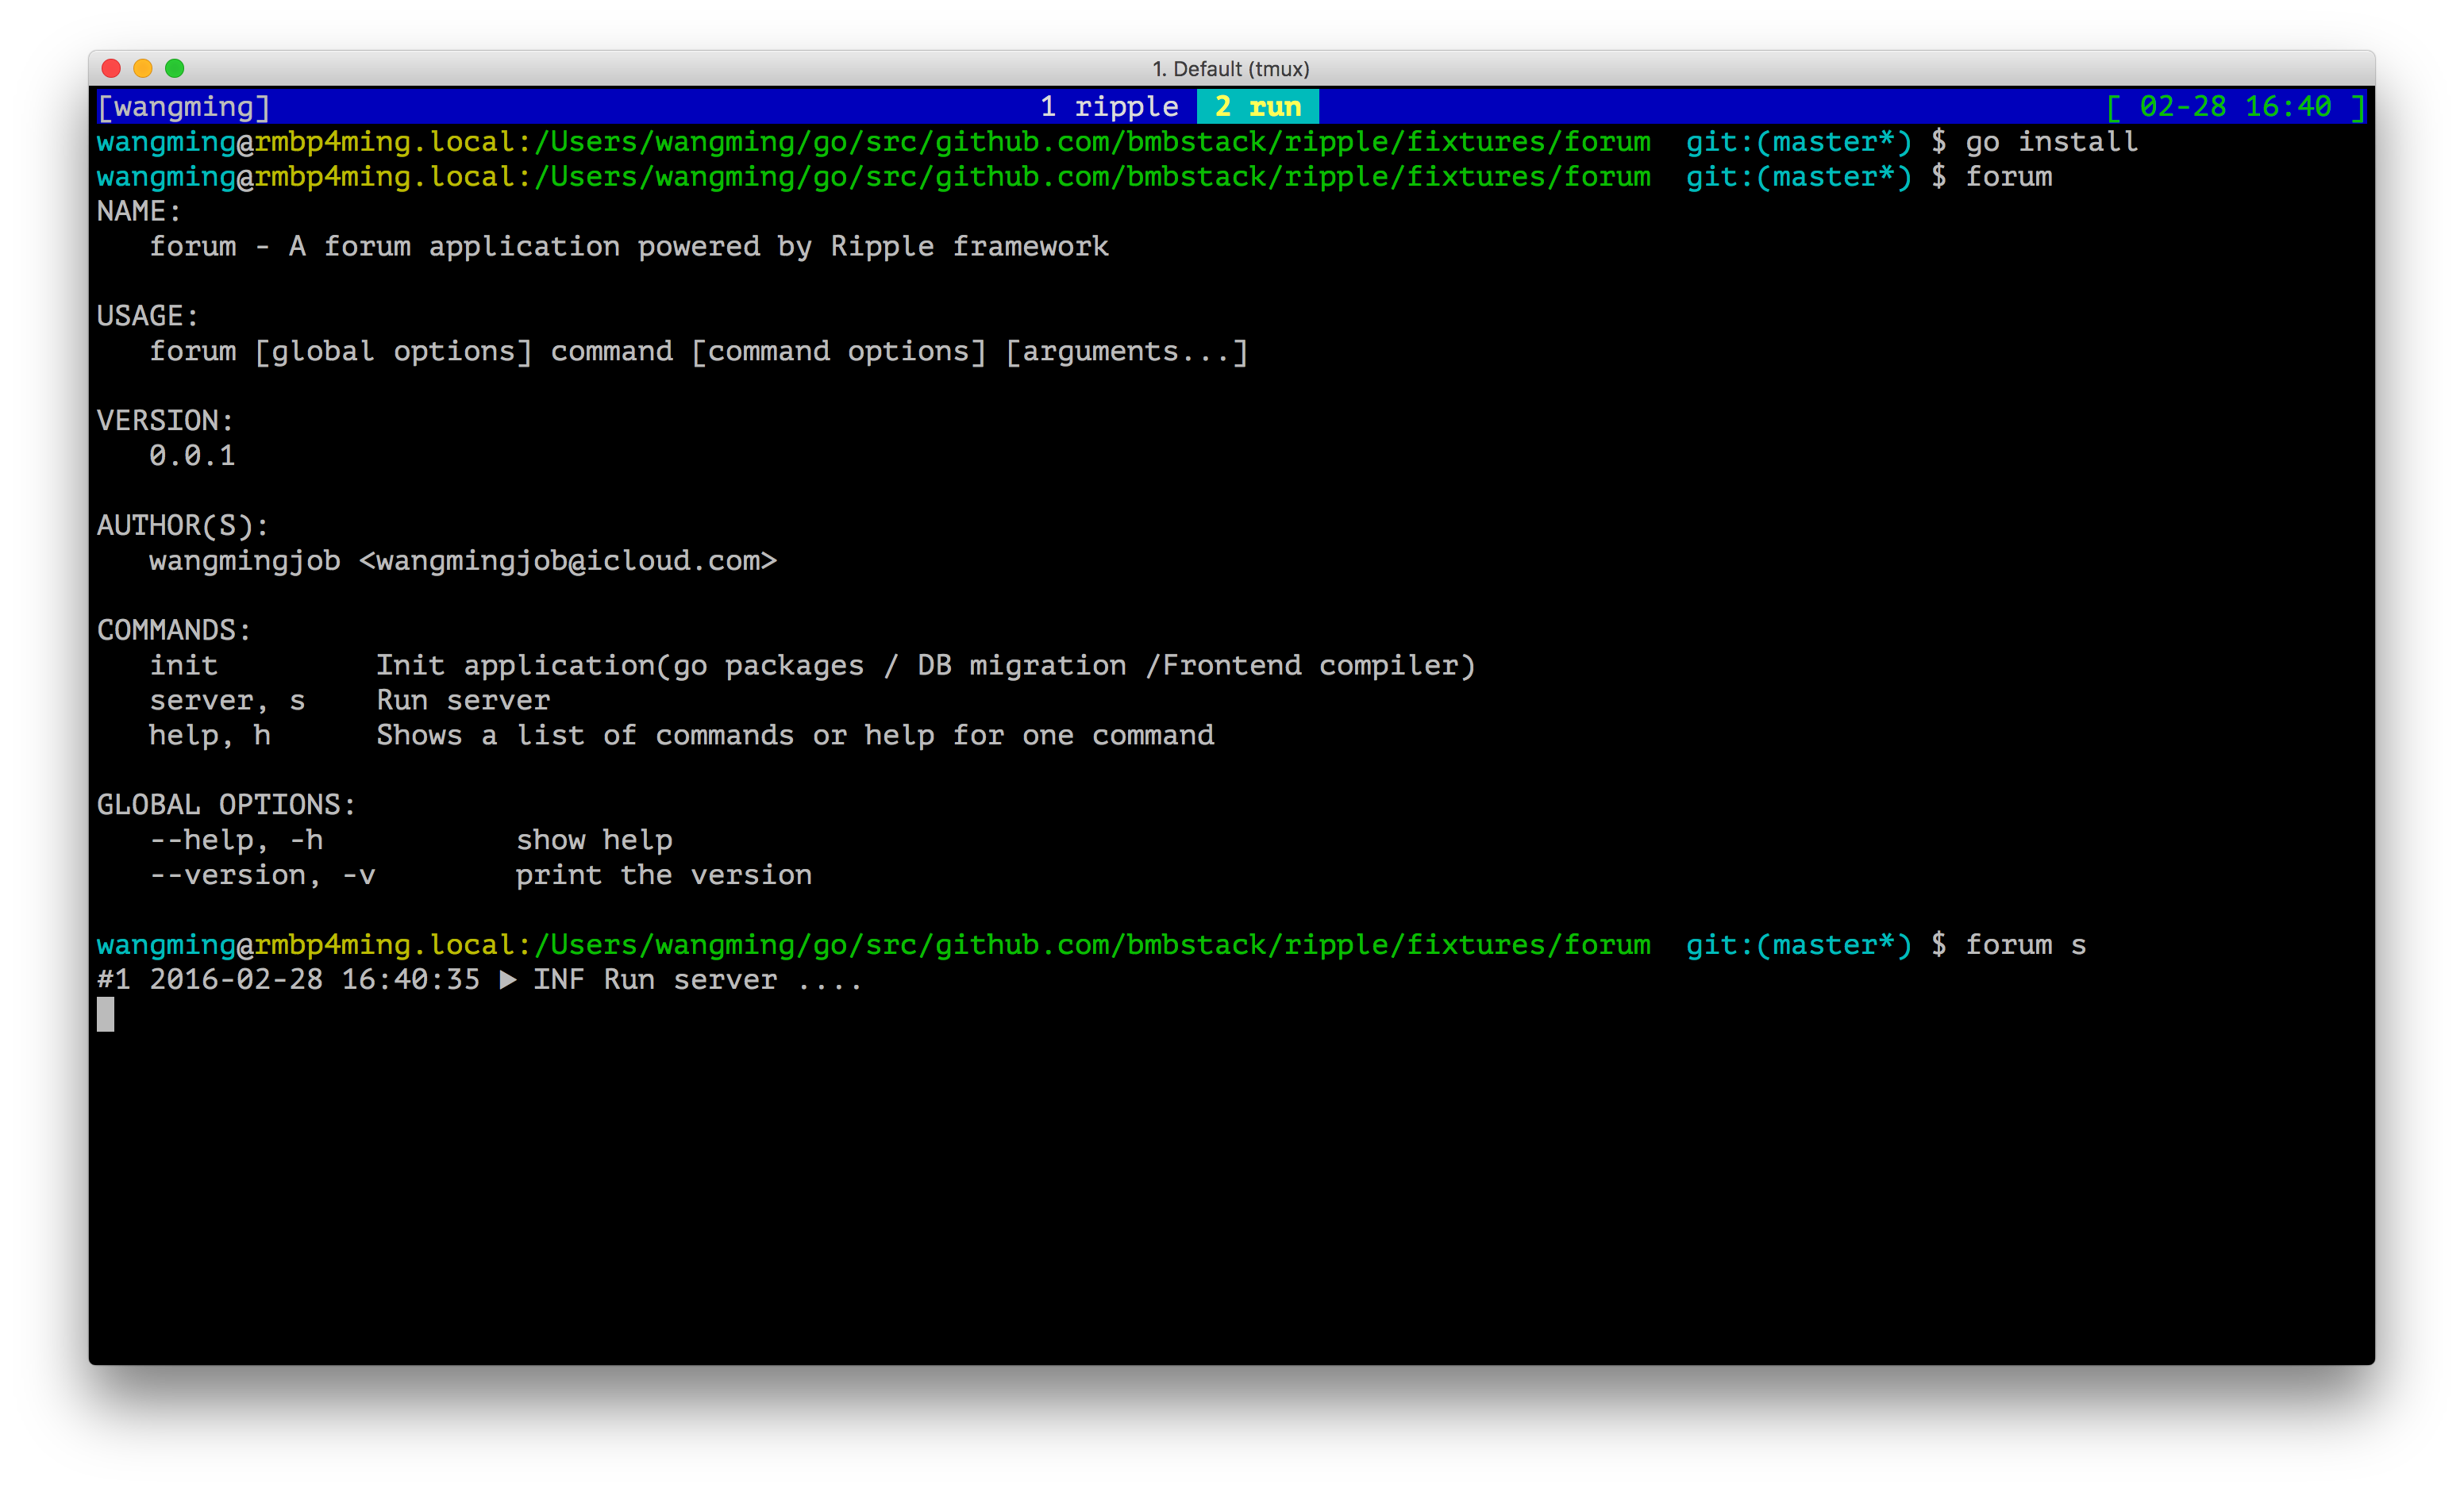 1. Default (tmux)
[wangming] 1 ripple 2 run [ 02-28 16:40 ]
wangming@rmbp4ming.local:/Users/wangming/go/src/github.com/bmbstack/ripple/fixtures/forum  git:(master*) $ go install
wangming@rmbp4ming.local:/Users/wangming/go/src/github.com/bmbstack/ripple/fixtures/forum  git:(master*) $ forum
NAME:
   forum - A forum application powered by Ripple framework

USAGE:
   forum [global options] command [command options] [arguments...]

VERSION:
   0.0.1

AUTHOR(S):
   wangmingjob <wangmingjob@icloud.com>

COMMANDS:
   init         Init application(go packages / DB migration /Frontend compiler)
   server, s    Run server
   help, h      Shows a list of commands or help for one command

GLOBAL OPTIONS:
   --help, -h           show help
   --version, -v        print the version

wangming@rmbp4ming.local:/Users/wangming/go/src/github.com/bmbstack/ripple/fixtures/forum  git:(master*) $ forum s
#1 2016-02-28 16:40:35 ▶ INF Run server ....